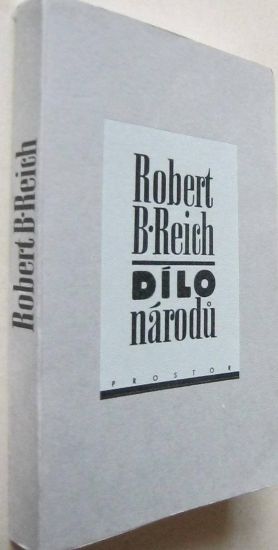 Robert B·Reich
Robert
B·Reich
DÍLO
národů
PROSTOR